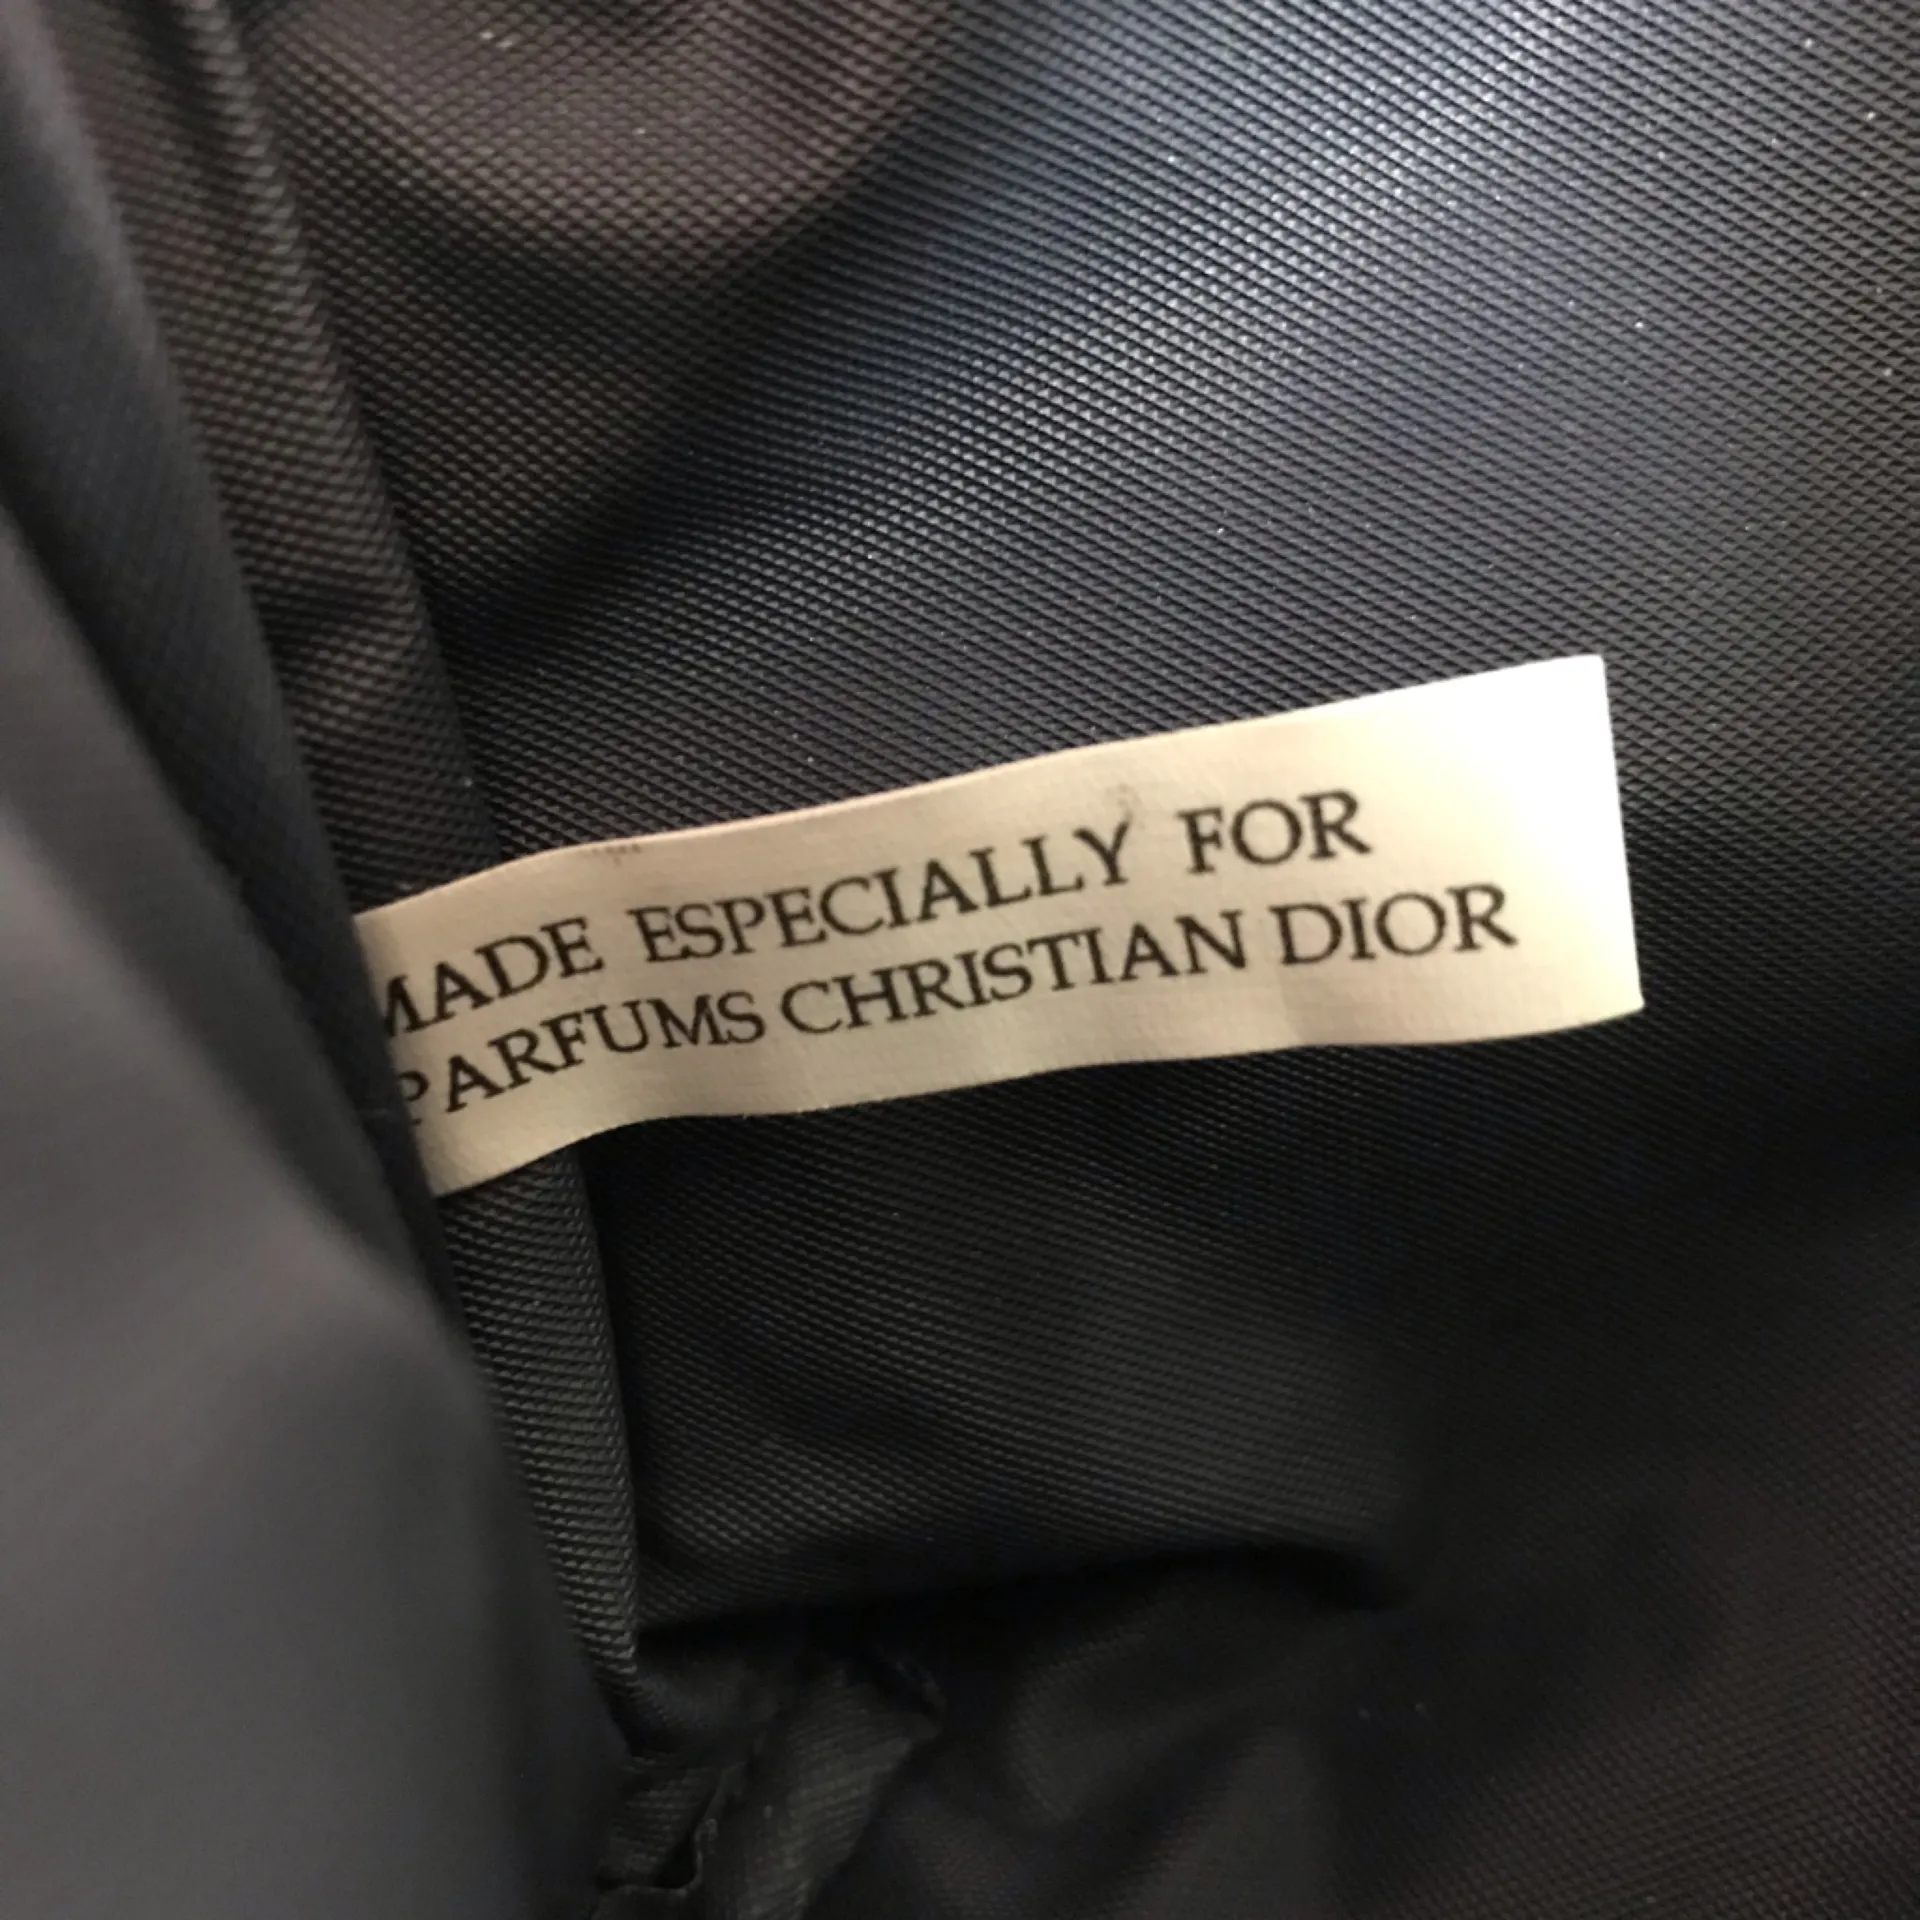 MADE ESPECIALLY FOR
PARFUMS CHRISTIAN DIOR